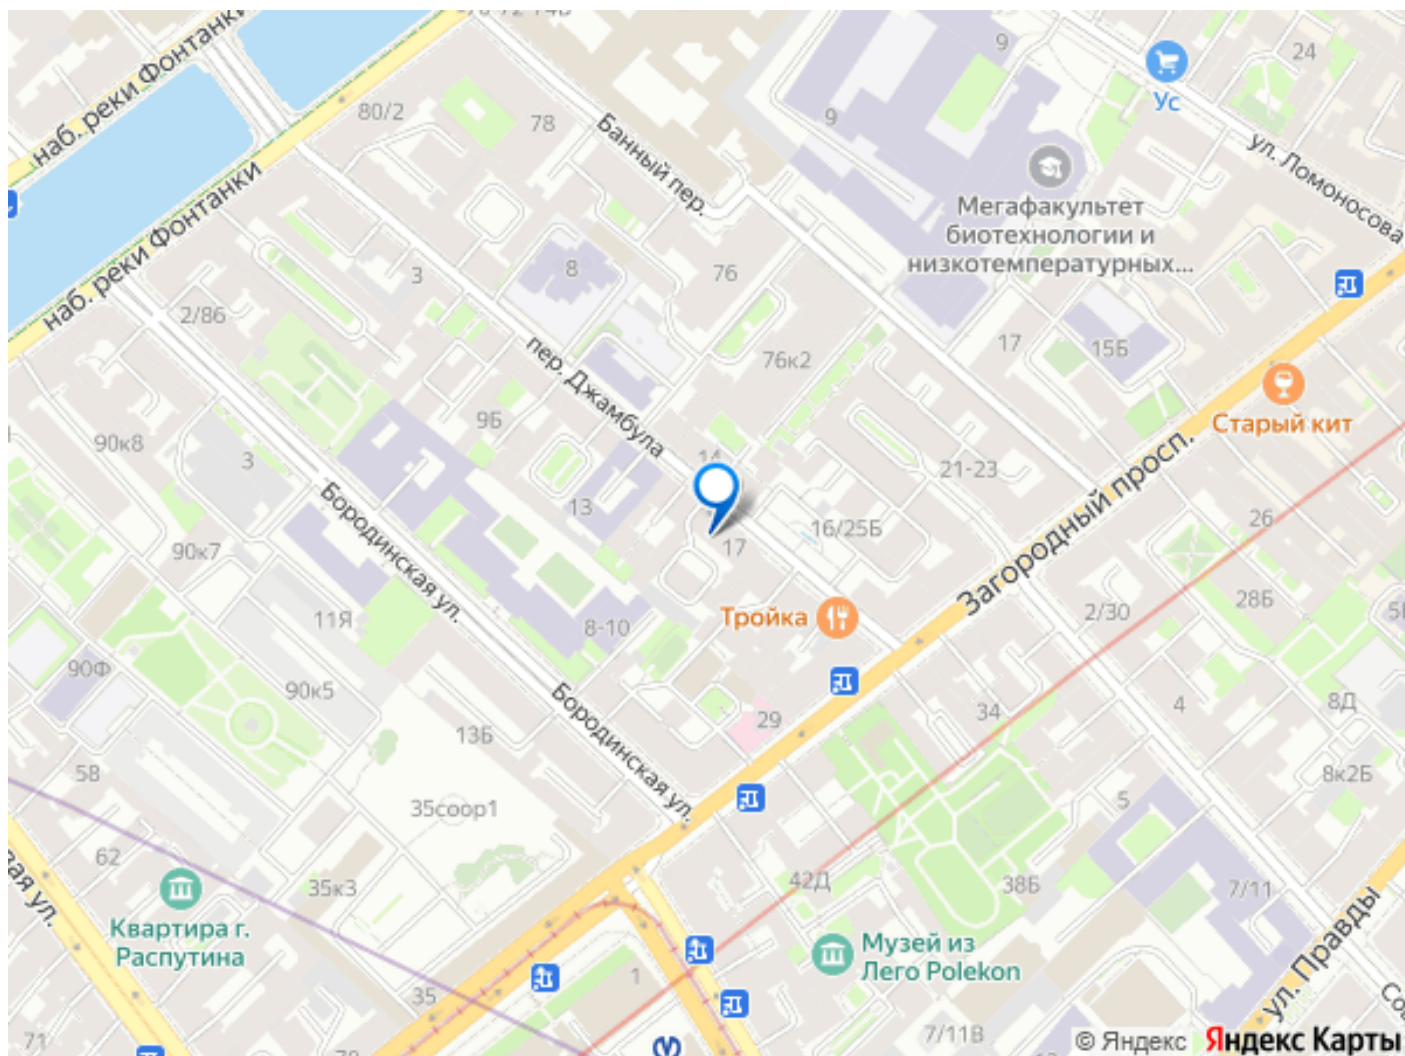 наб. реки Фонтанки
80/2
78
Банный пер.
9
9
24
Ус
ул. Ломоносова
Мегафакультет
биотехнологии и
низкотемпературных...
наб. реки Фонтанки
3
8
76
2/86
76к2
17
15Б
пер. Джамбула
Старый кит
9Б
90к8
3
14
21-23
Загородный просп.
13
16/25Б
26
17
90к7
Бородинская ул.
11Я
8-10
Тройка
2/30
28Б
90Ф
90к5
29
34
4
8Д
13Б
Бородинская ул.
58
35соор1
8к2Б
5
62
35к3
42Д
38Б
7/11
Квартира г.
Распутина
Музей из
Лего Polekon
ул. Правды
35
1
71
7/11В
© Яндекс
Яндекс Карты